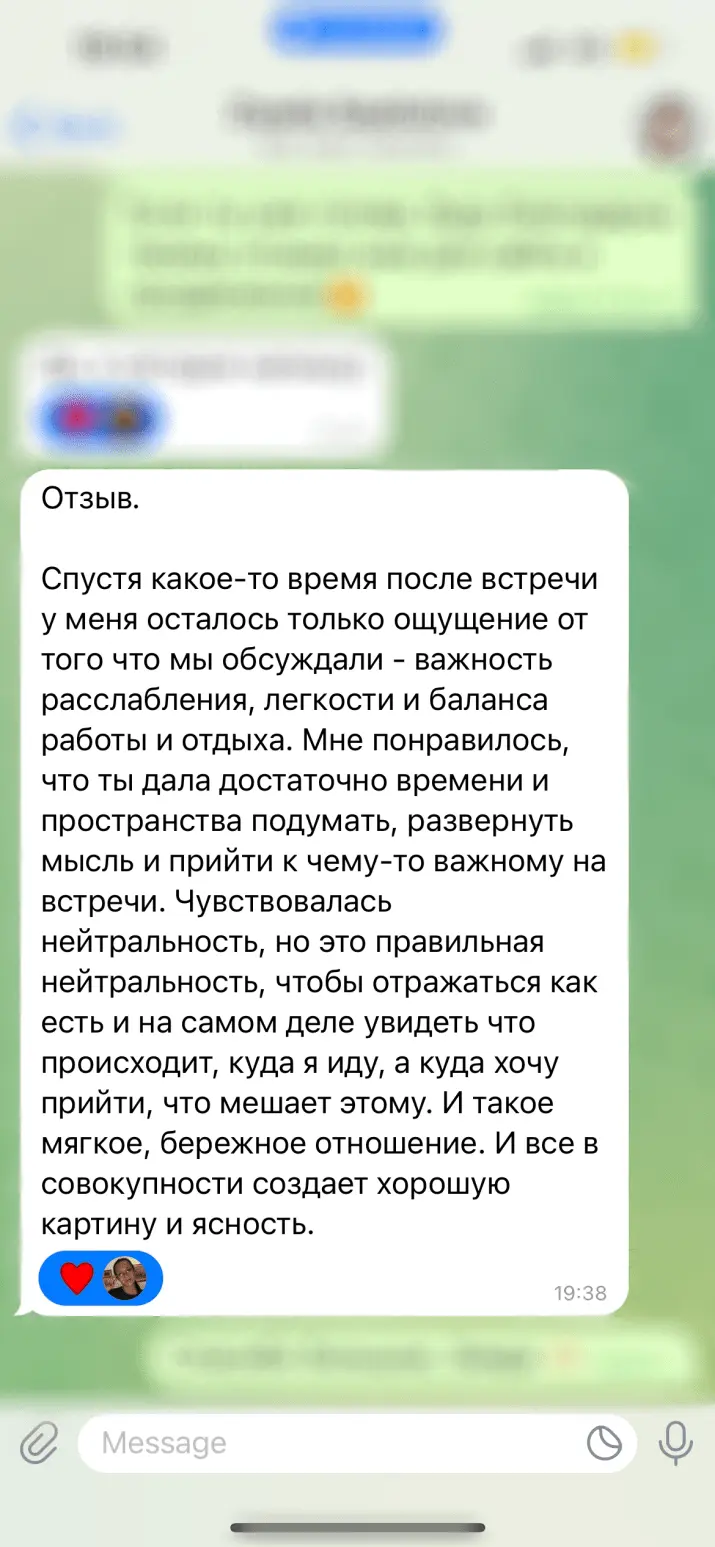 Отзыв.
Спустя какое-то время после встречи
у меня осталось только ощущение от
того что мы обсуждали - важность
расслабления, легкости и баланса
работы и отдыха. Мне понравилось,
что ты дала достаточно времени и
пространства подумать, развернуть
мысль и прийти к чему-то важному на
встречи. Чувствовалась
нейтральность, но это правильная
нейтральность, чтобы отражаться как
есть и на самом деле увидеть что
происходит, куда я иду, а куда хочу
прийти, что мешает этому. И такое
мягкое, бережное отношение. И все в
совокупности создает хорошую
картину и ясность.
19:38
Message